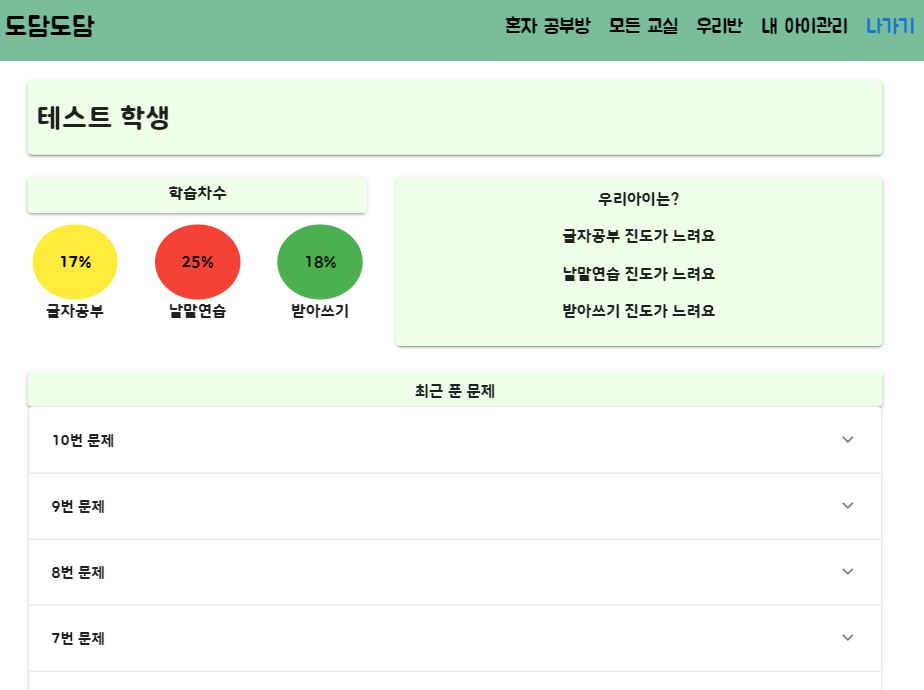 도담도담
혼자 공부방 모든 교실 우리반 내 아이관리 나가기
테스트 학생
학습차수
17% 25% 18%
글자공부 낱말연습 받아쓰기
우리아이는?
글자공부 진도가 느려요
낱말연습 진도가 느려요
받아쓰기 진도가 느려요
최근 푼 문제
10번 문제
9번 문제
8번 문제
7번 문제